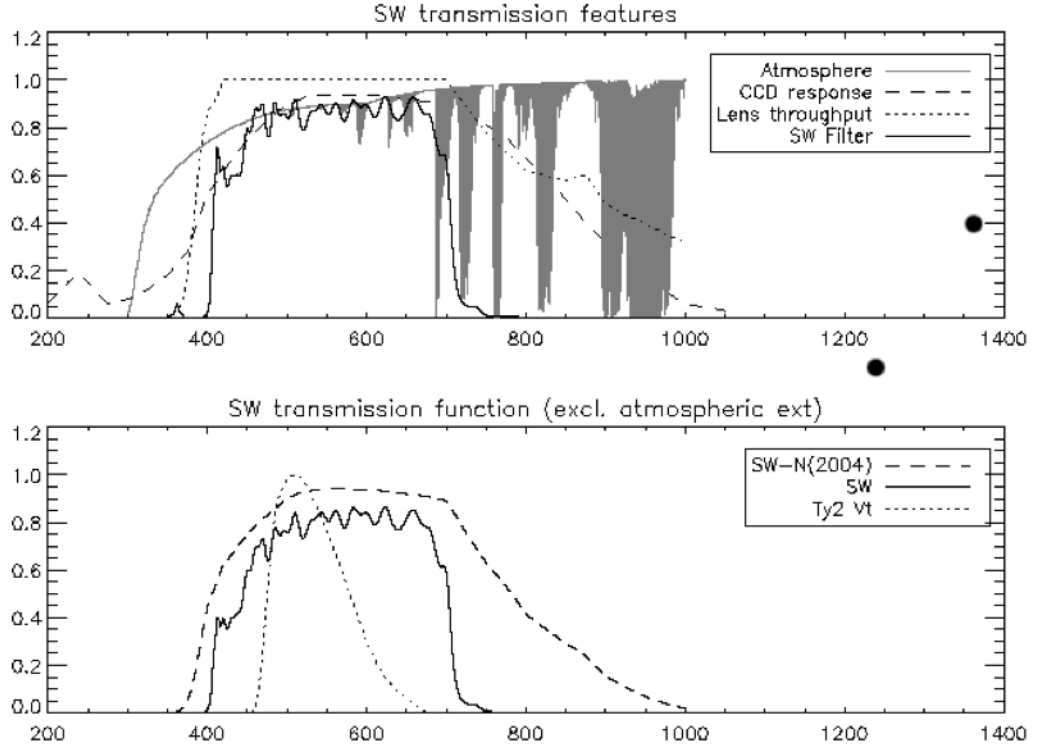 SW transmission features
1.2
1.0
0.8
0.6
0.4
0.2
0.0
Atmosphere
CCD response
Lens throughput
SW Filter
200 400 600 800 1000 1200 1400
SW transmission function (excl. atmospheric ext)
1.2
1.0
0.8
0.6
0.4
0.2
0.0
SW-N(2004)
SW
Ty2 Vt
200 400 600 800 1000 1200 1400